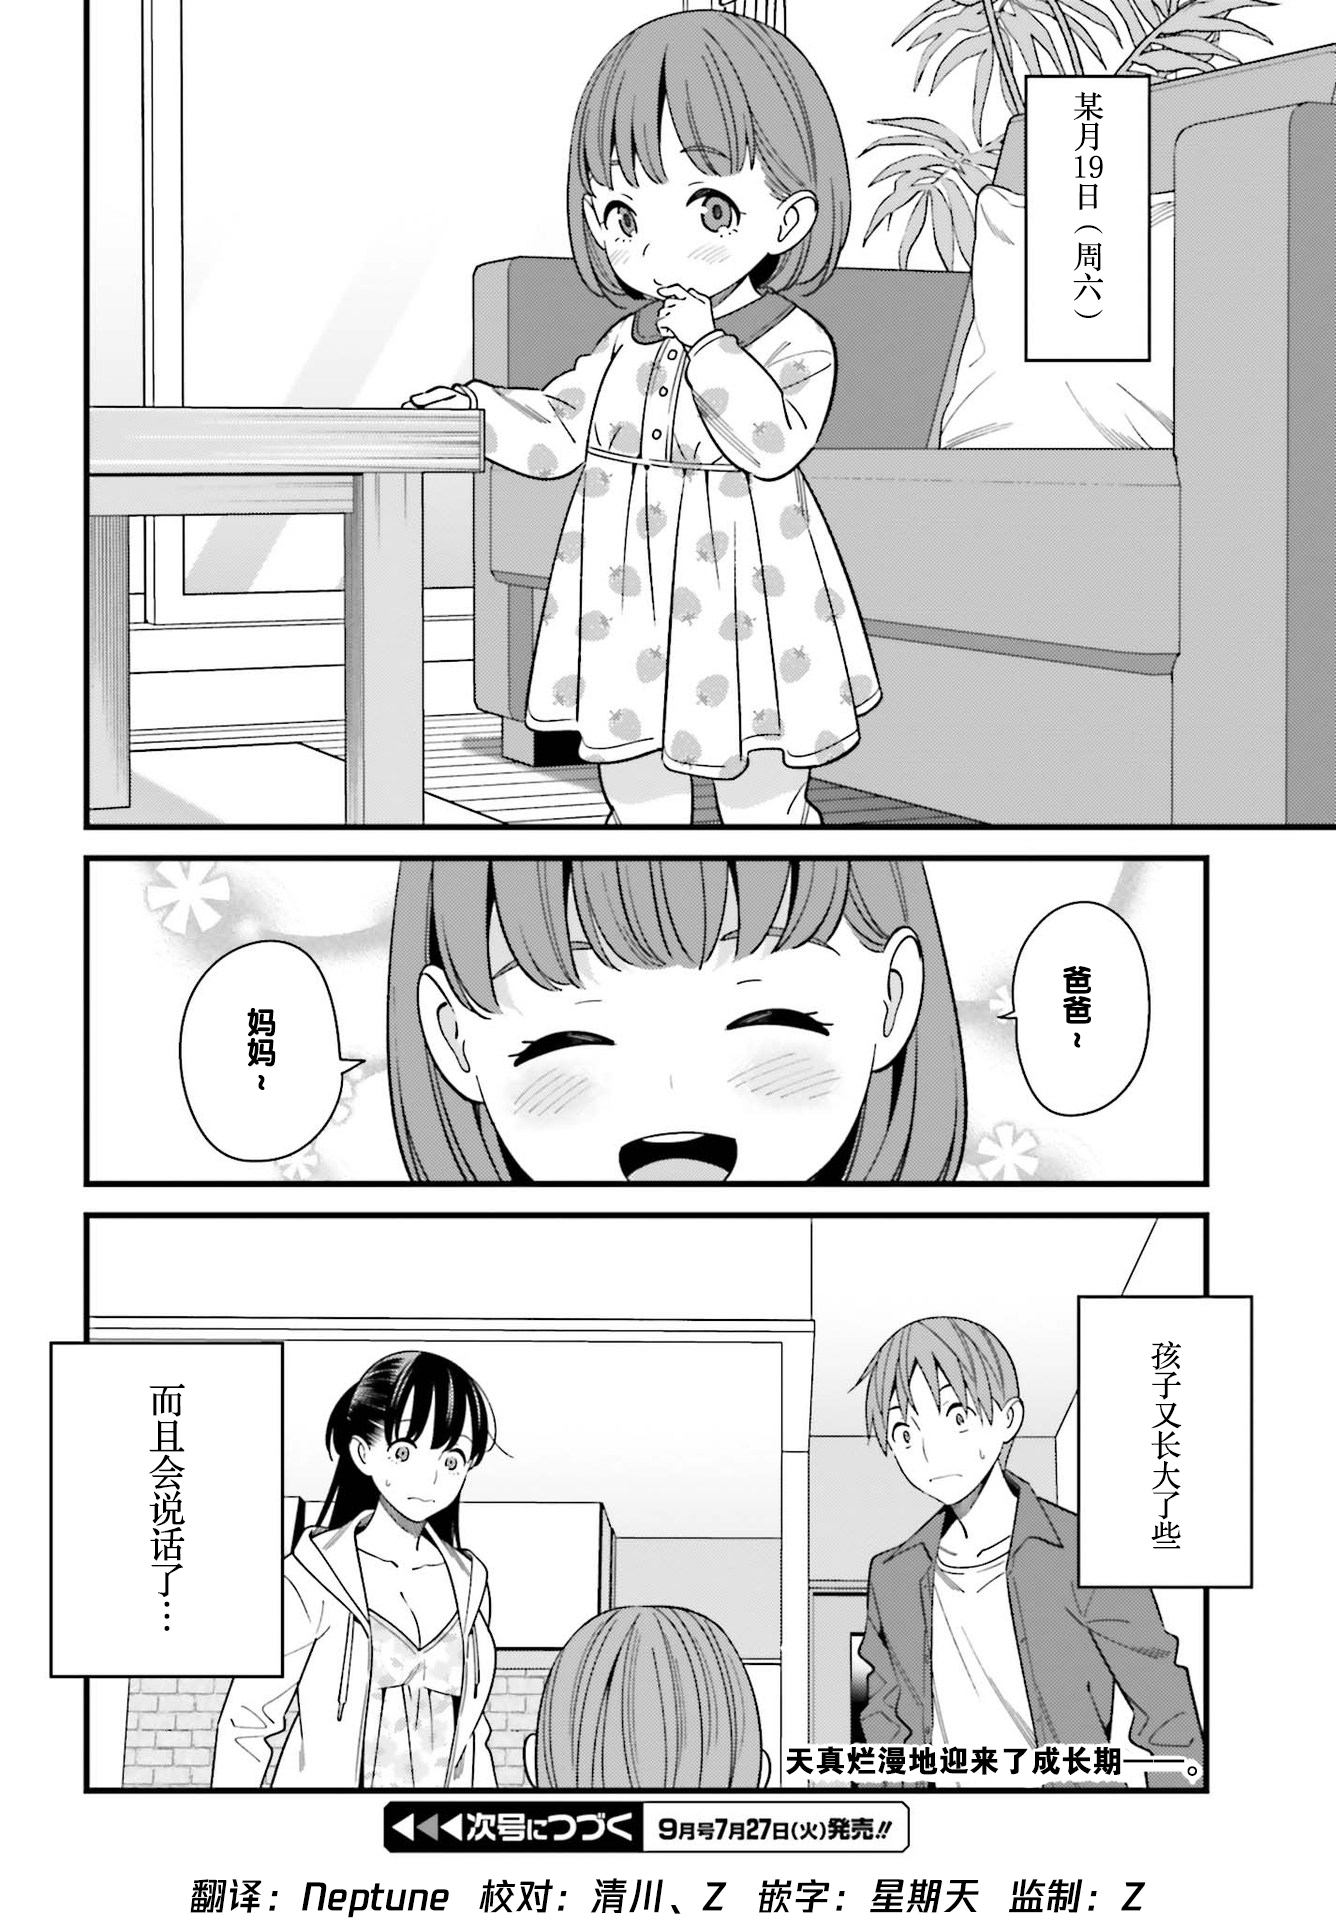 某月19日（周六）
爸爸~
妈妈~
孩子又长大了些
而且会说话了…
天真烂漫地迎来了成长期——。
次号につづく 9月号7月27日(火)発売!!
翻译：Neptune 校对：清川、Z 嵌字：星期天 监制：Z